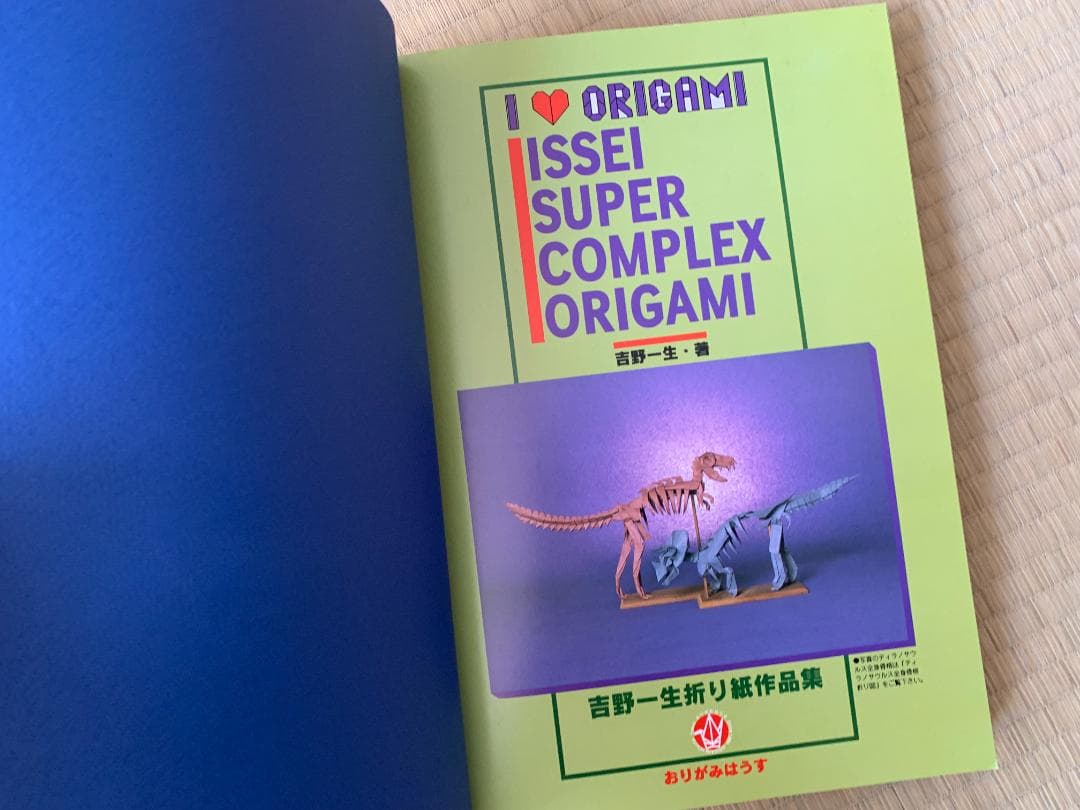 I ♥ ORIGAMI
ISSEI
SUPER
COMPLEX
ORIGAMI
吉野一生・著
●写真のティラノサウ
ルス全身骨格は「ティ
ラノサウルス全身骨格
折り図」をご覧下さい。
吉野一生折り紙作品集
おりがみはうす